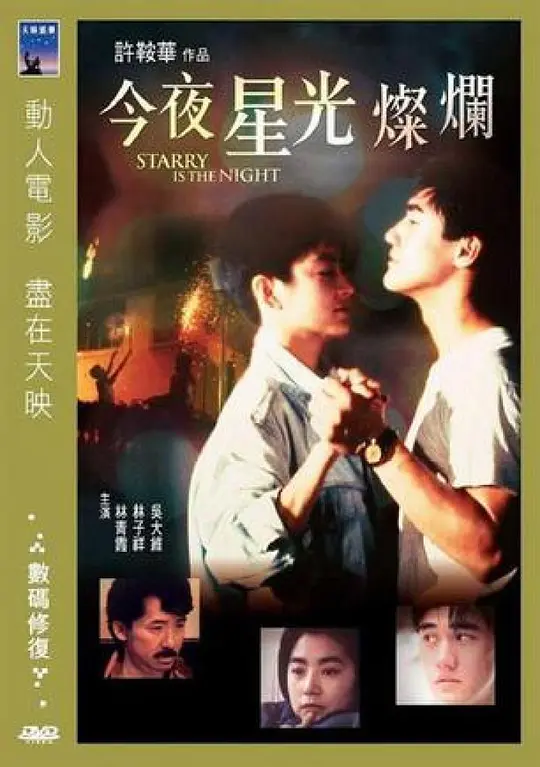 天映娛樂
動人電影 盡在天映
數碼修復
DVD
VIDEO
許鞍華 作品
今夜星光燦爛
STARRY
IS THE NIGHT
主演
林青霞
林子祥
吳大維